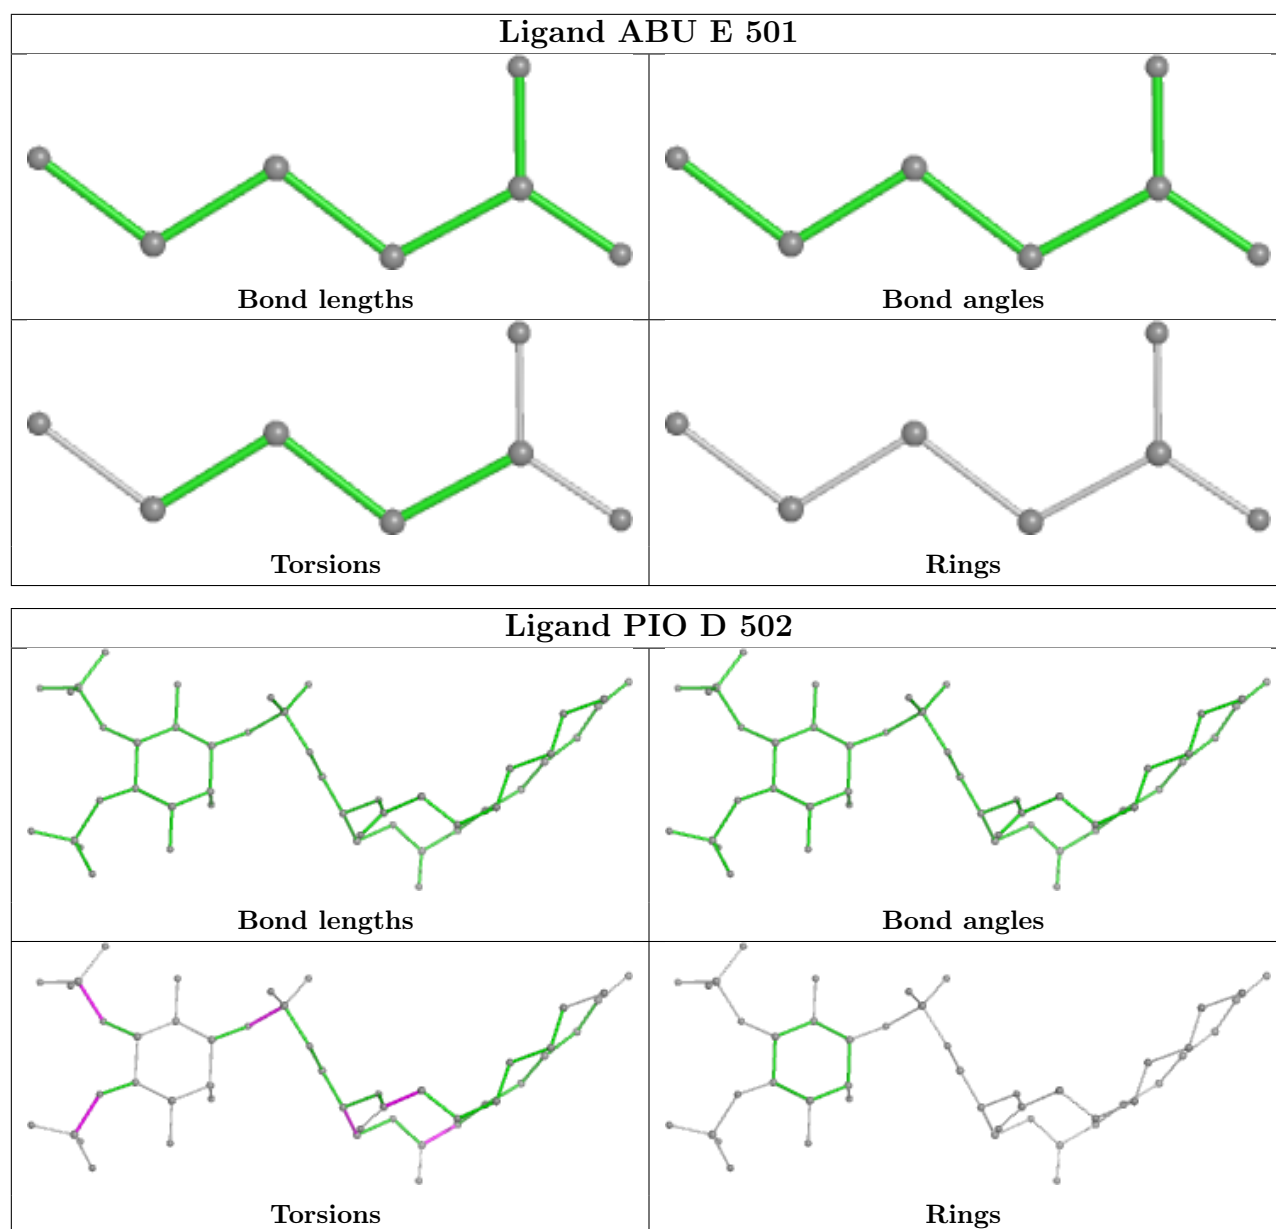 Ligand ABU E 501
Bond lengths
Bond angles
Torsions
Rings
Ligand PIO D 502
Bond lengths
Bond angles
Torsions
Rings